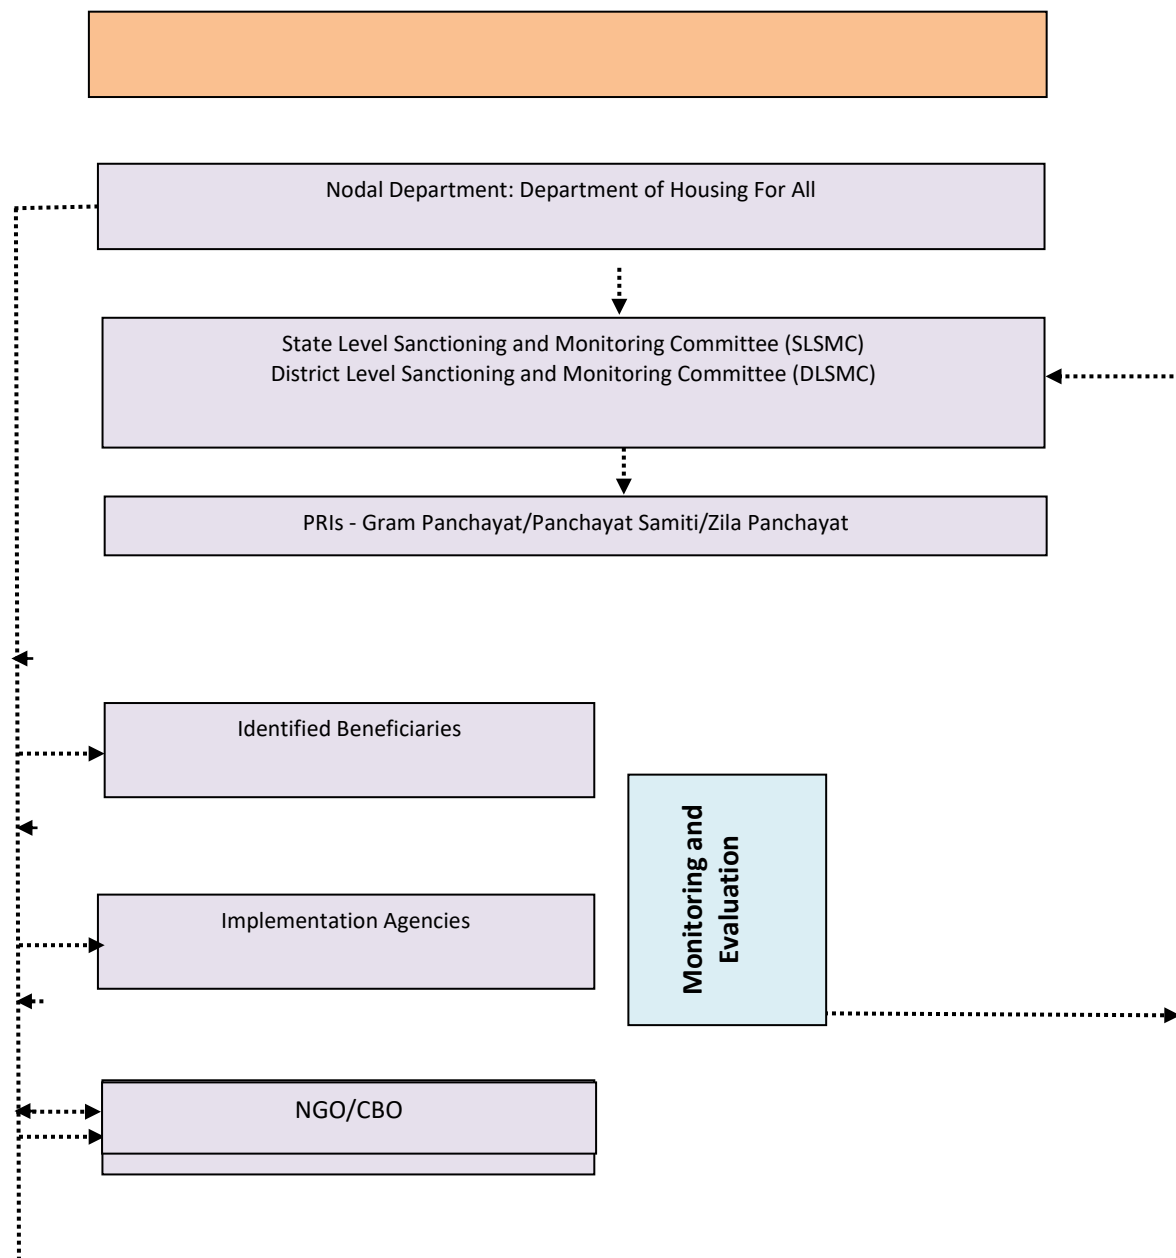 Nodal Department: Department of Housing For All
State Level Sanctioning and Monitoring Committee (SLSMC)
District Level Sanctioning and Monitoring Committee (DLSMC)
PRIs - Gram Panchayat/Panchayat Samiti/Zila Panchayat
Identified Beneficiaries
Monitoring and
Evaluation
Implementation Agencies
NGO/CBO